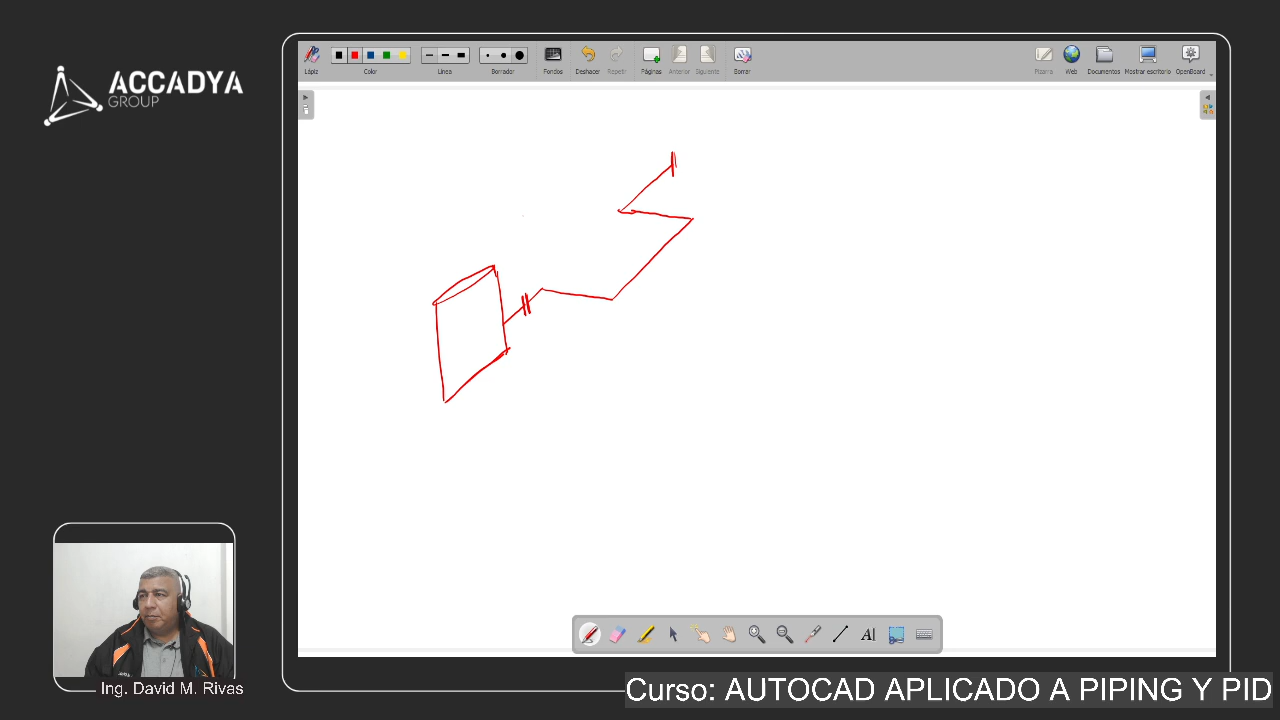 ACCADYA
GROUP
Lápiz
Color
Línea
Borrador
Fondos
Deshacer
Repetir
Páginas
Anterior
Siguiente
Borrar
Pizarra
Web
Documentos
Mostrar escritorio
OpenBoard
Ing. David M. Rivas
Curso: AUTOCAD APLICADO A PIPING Y PID